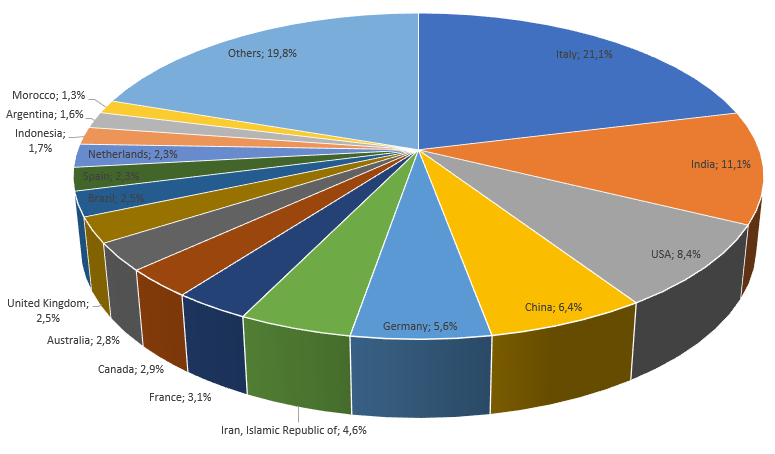 Others; 19,8%
Italy; 21,1%
Morocco; 1,3%
Argentina; 1,6%
Indonesia;
1,7%
Netherlands; 2,3%
India; 11,1%
Spain; 2,3%
Brazil; 2,5%
USA; 8,4%
United Kingdom;
2,5%
China; 6,4%
Germany; 5,6%
Australia; 2,8%
Canada; 2,9%
France; 3,1%
Iran, Islamic Republic of; 4,6%